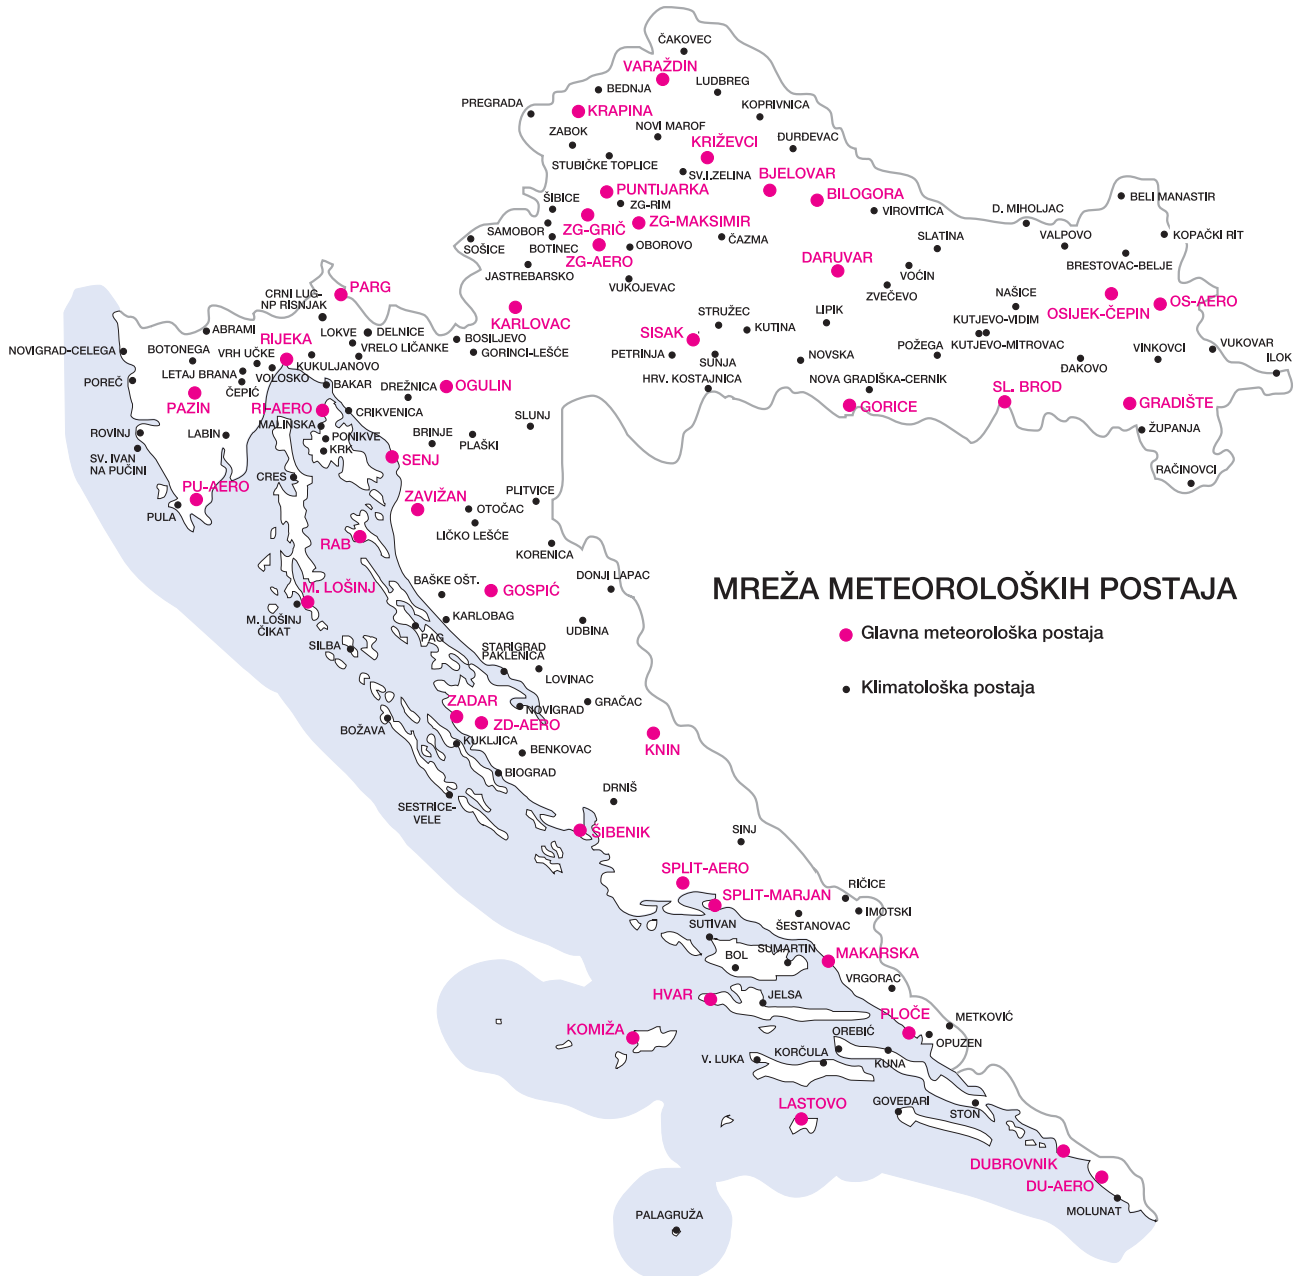 ČAKOVEC
VARAŽDIN
BEDNJA
LUDBREG
PREGRADA
KRAPINA
KOPRIVNICA
ZABOK
NOVI MAROF
KRIŽEVCI
ĐURĐEVAC
STUBIČKE TOPLICE
SV.I.ZELINA
BJELOVAR
PUNTIJARKA
BILOGORA
BELI MANASTIR
ŠIBICE
ZG-RIM
VIROVITICA
D. MIHOLJAC
ZG-GRIČ
ZG-MAKSIMIR
SAMOBOR
SOŠICE
BOTINEC
OBOROVO
ČAZMA
SLATINA
VALPOVO
KOPAČKI RIT
ZG-AERO
DARUVAR
BRESTOVAC-BELJE
JASTREBARSKO
VUKOJEVAC
VOĆIN
ZVEČEVO
PARG
CRNI LUG-
NP RISNJAK
NAŠICE
OSIJEK-ČEPIN
OS-AERO
KARLOVAC
STRUŽEC
LIPIK
SISAK
KUTINA
KUTJEVO-VIDIM
ABRAMI
LOKVE
DELNICE
BOSILJEVO
RIJEKA
VRELO LIČANKE
GORINCI-LEŠĆE
PETRINJA
SUNJA
NOVSKA
POŽEGA
KUTJEVO-MITROVAC
VINKOVCI
VUKOVAR
NOVIGRAD-CELEGA
BOTONEGA
VRH UČKE
KUKULJANOVO
ĐAKOVO
ILOK
POREČ
LETAJ BRANA
VOLOSKO
BAKAR
DREŽNICA
OGULIN
HRV. KOSTAJNICA
NOVA GRADIŠKA-CERNIK
SL. BROD
ČEPIĆ
PAZIN
RI-AERO
CRIKVENICA
GORICE
GRADIŠTE
MALINSKA
SLUNJ
ROVINJ
LABIN
PONIKVE
BRINJE
PLAŠKI
ŽUPANJA
KRK
SV. IVAN
NA PUČINI
SENJ
RAČINOVCI
CRES
PU-AERO
ZAVIŽAN
PLITVICE
PULA
OTOČAC
LIČKO LEŠĆE
RAB
KORENICA
BAŠKE OŠT.
GOSPIĆ
DONJI LAPAC
M. LOŠINJ
MREŽA METEOROLOŠKIH POSTAJA
M. LOŠINJ
ČIKAT
KARLOBAG
UDBINA
Glavna meteorološka postaja
PAG
SILBA
STARIGRAD
PAKLENICA
LOVINAC
Klimatološka postaja
ZADAR
NOVIGRAD
GRAČAC
BOŽAVA
ZD-AERO
KUKLJICA
BENKOVAC
KNIN
BIOGRAD
DRNIŠ
SESTRICE-
VELE
ŠIBENIK
SINJ
SPLIT-AERO
RIČICE
SPLIT-MARJAN
IMOTSKI
SUTIVAN
ŠESTANOVAC
BOL
SUMARTIN
MAKARSKA
VRGORAC
HVAR
JELSA
PLOČE
METKOVIĆ
KOMIŽA
OREBIĆ
OPUZEN
V. LUKA
KORČULA
KUNA
LASTOVO
GOVEĐARI
STON
DUBROVNIK
DU-AERO
MOLUNAT
PALAGRUŽA